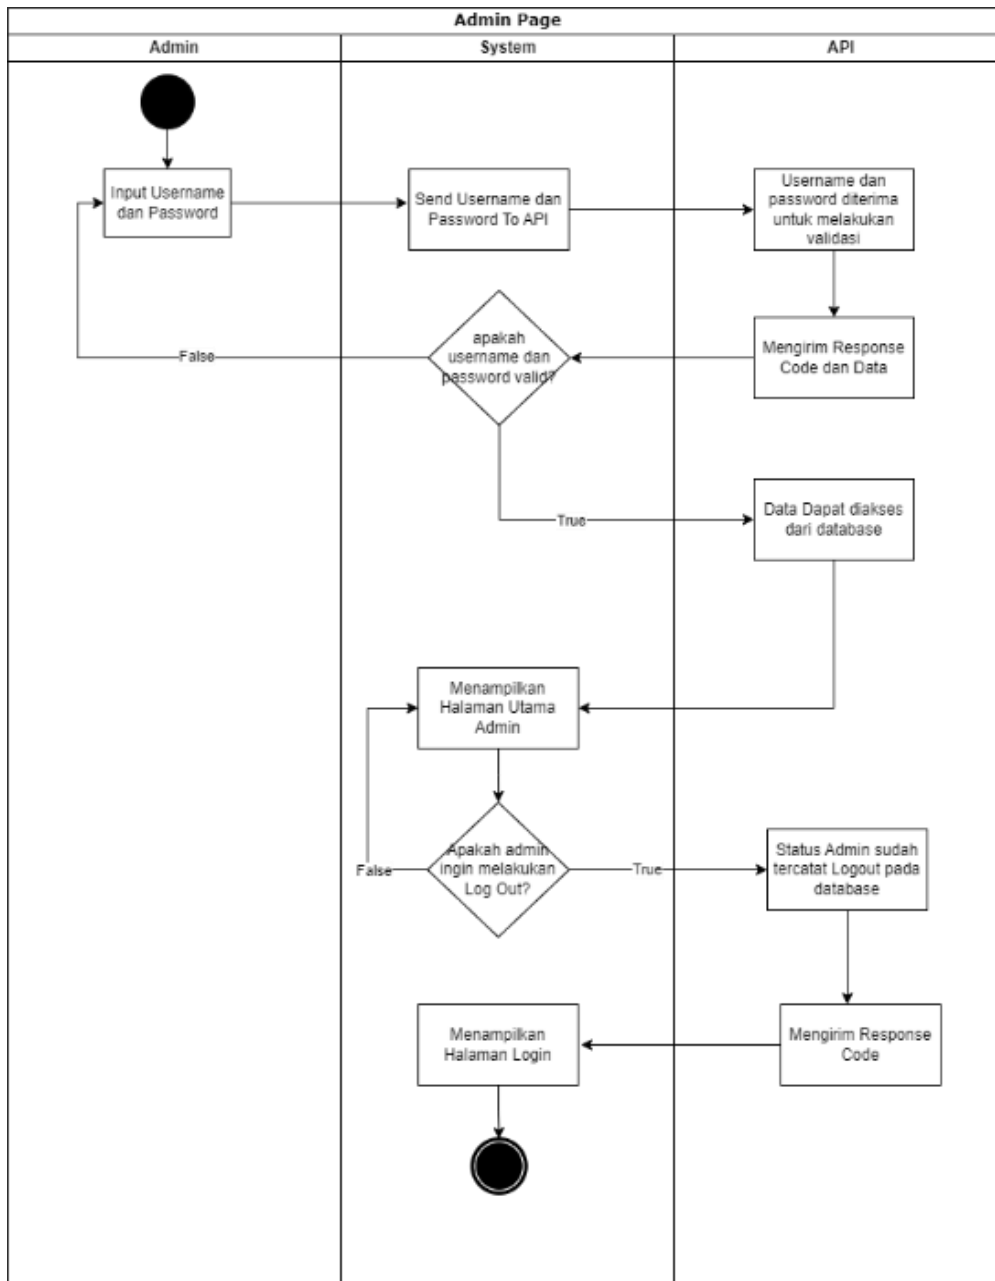 Admin Page
Admin
System
API
Input Username
dan Password
Send Username dan
Password To API
Username dan
password diterima
untuk melakukan
validasi
apakah
username dan
password valid?
False
Mengirim Response
Code dan Data
True
Data Dapat diakses
dari database
Menampilkan
Halaman Utama
Admin
False
Apakah admin
ingin melakukan
Log Out?
True
Status Admin sudah
tercatat Logout pada
database
Menampilkan
Halaman Login
Mengirim Response
Code